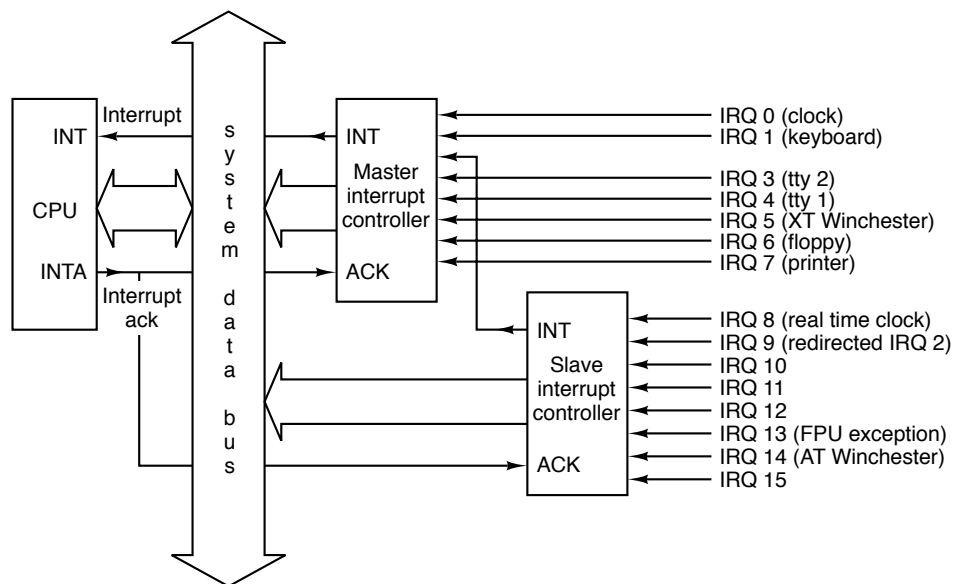 Interrupt
INT
CPU
INTA
Interrupt
ack
system data bus
INT
Master
interrupt
controller
ACK
IRQ 0 (clock)
IRQ 1 (keyboard)
IRQ 3 (tty 2)
IRQ 4 (tty 1)
IRQ 5 (XT Winchester)
IRQ 6 (floppy)
IRQ 7 (printer)
INT
Slave
interrupt
controller
ACK
IRQ 8 (real time clock)
IRQ 9 (redirected IRQ 2)
IRQ 10
IRQ 11
IRQ 12
IRQ 13 (FPU exception)
IRQ 14 (AT Winchester)
IRQ 15